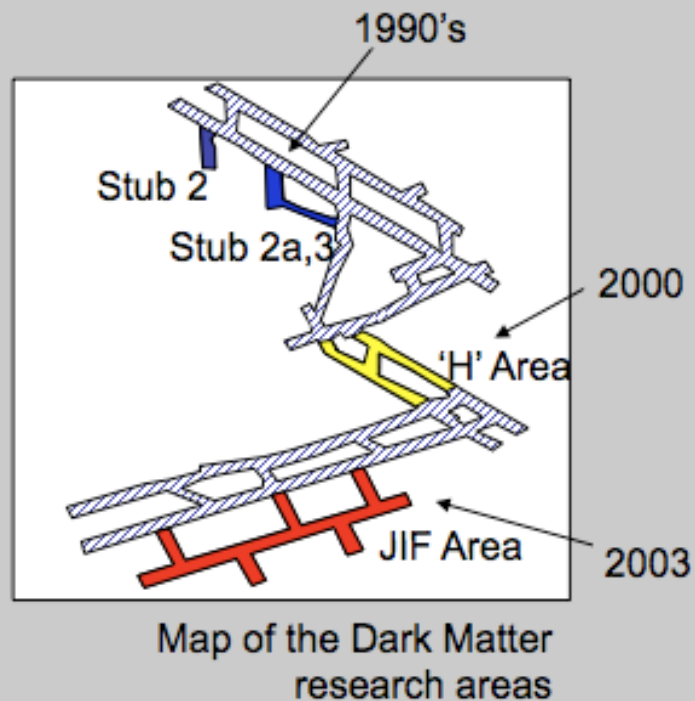 1990's
Stub 2
Stub 2a,3
2000
‘H’ Area
JIF Area
2003
Map of the Dark Matter
research areas